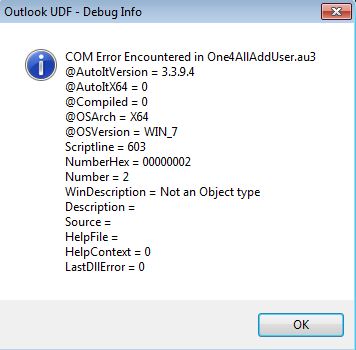 Outlook UDF - Debug Info
COM Error Encountered in One4AllAddUser.au3
@AutoItVersion = 3.3.9.4
@AutoItX64 = 0
@Compiled = 0
@OSArch = X64
@OSVersion = WIN_7
Scriptline = 603
NumberHex = 00000002
Number = 2
WinDescription = Not an Object type
Description =
Source =
HelpFile =
HelpContext = 0
LastDllError = 0
OK